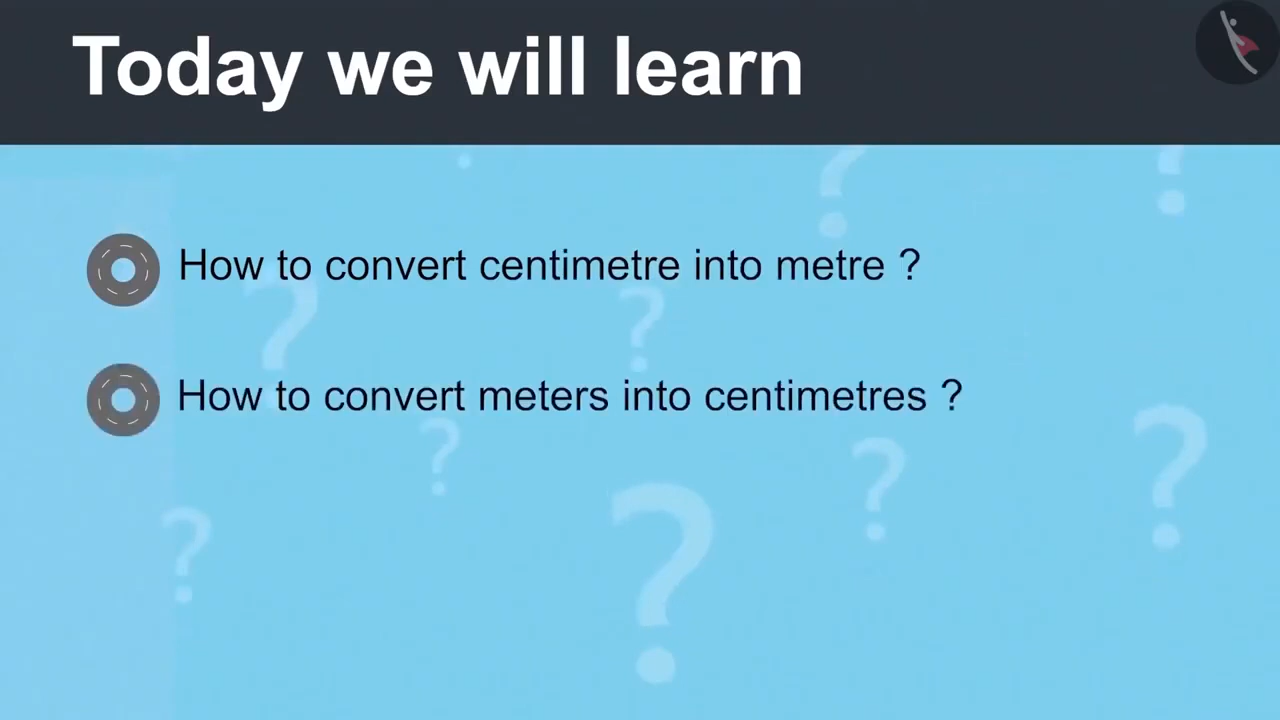 Today we will learn
How to convert centimetre into metre ?
How to convert meters into centimetres ?